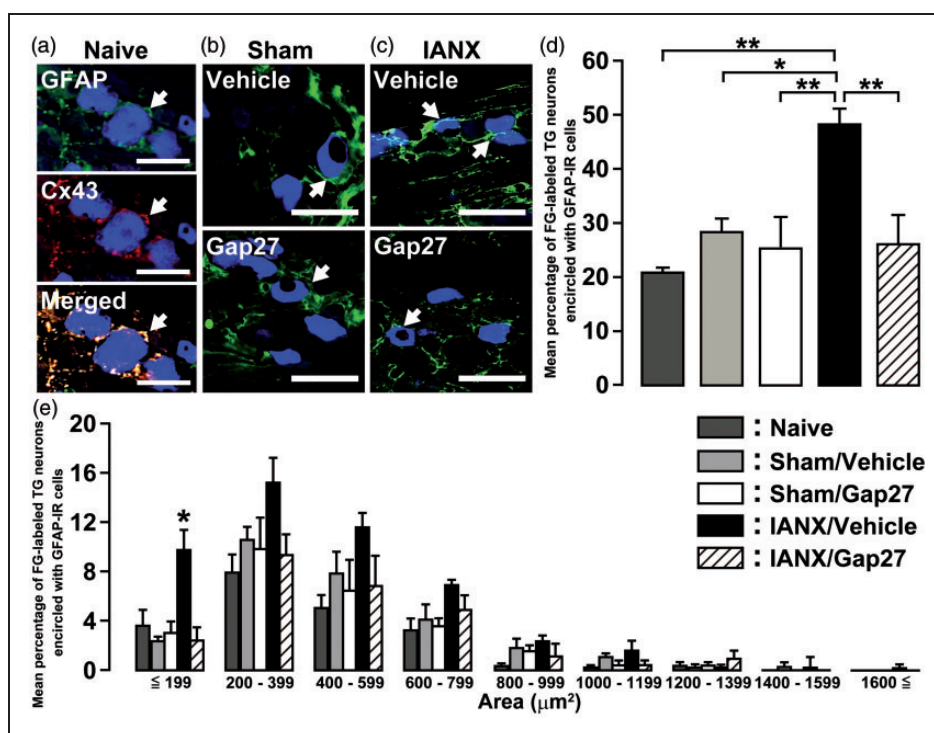 (a) Naive
GFAP
Cx43
Merged
(b) Sham
Vehicle
Gap27
(c) IANX
Vehicle
Gap27
(d)
Mean percentage of FG-labeled TG neurons
encircled with GFAP-IR cells
60
50
40
30
20
10
0
**
*
**
**
: Naive
: Sham/Vehicle
: Sham/Gap27
: IANX/Vehicle
: IANX/Gap27
(e)
Mean percentage of FG-labeled TG neurons
encircled with GFAP-IR cells
20
16
12
8
4
0
*
≦ 199
200 - 399
400 - 599
600 - 799
800 - 999
1000 - 1199
1200 - 1399
1400 - 1599
1600 ≦
Area (μm²)